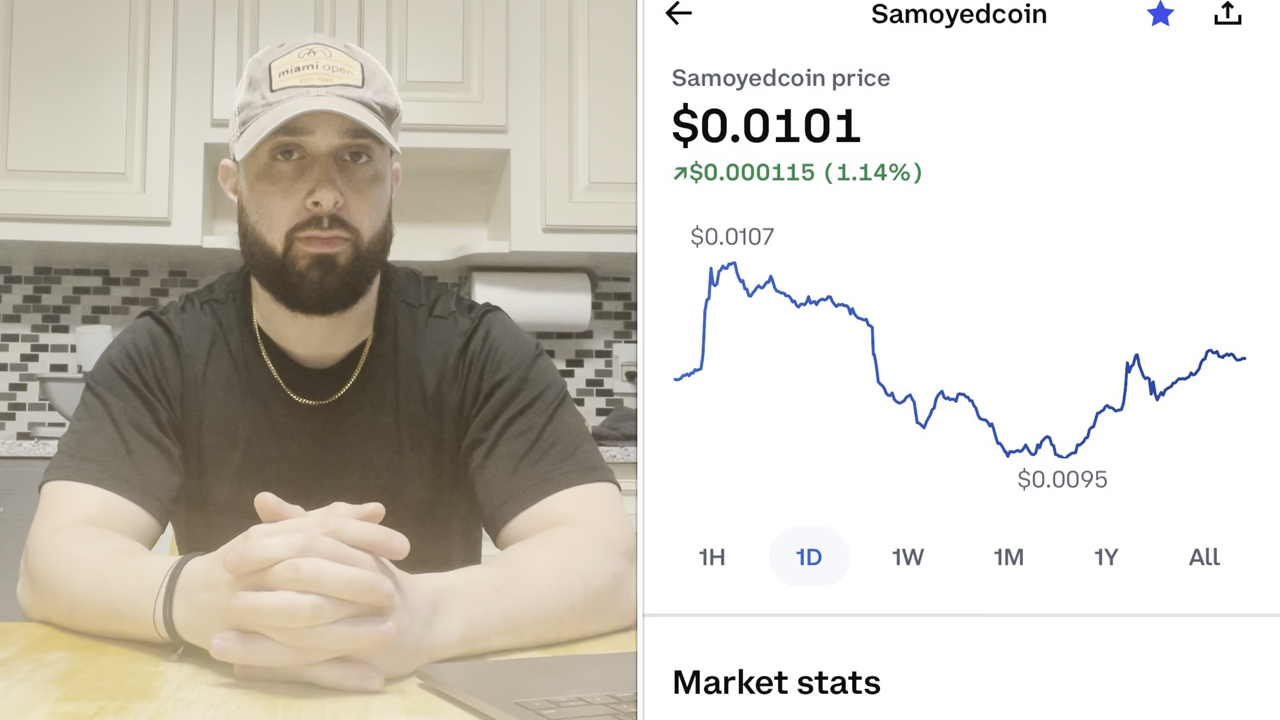 miami open
Samoyedcoin
Samoyedcoin price
$0.0101
↗$0.000115 (1.14%)
$0.0107
$0.0095
1H 1D 1W 1M 1Y All
Market stats